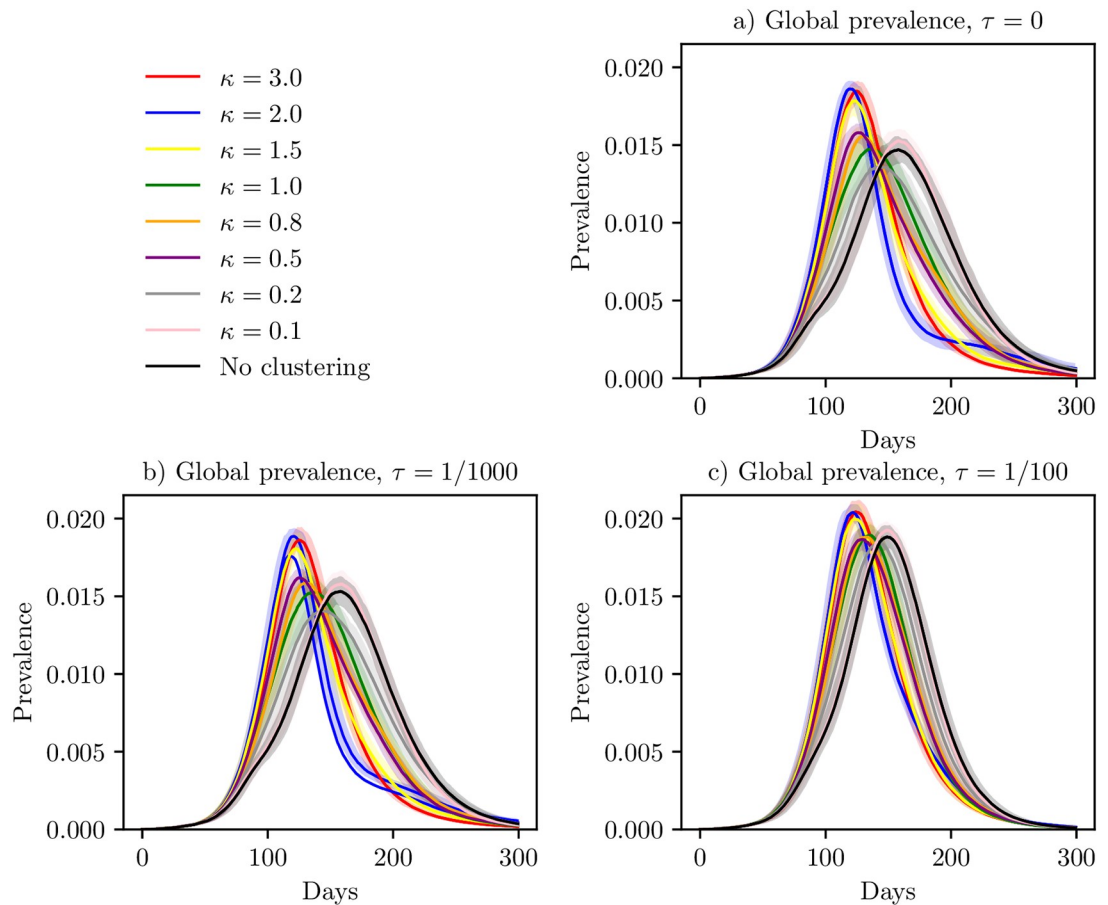 κ = 3.0
κ = 2.0
κ = 1.5
κ = 1.0
κ = 0.8
κ = 0.5
κ = 0.2
κ = 0.1
No clustering
a) Global prevalence, τ = 0
Prevalence
0.020
0.015
0.010
0.005
0.000
0 100 200 300
Days
b) Global prevalence, τ = 1/1000
Prevalence
0.020
0.015
0.010
0.005
0.000
0 100 200 300
Days
c) Global prevalence, τ = 1/100
Prevalence
0.020
0.015
0.010
0.005
0.000
0 100 200 300
Days